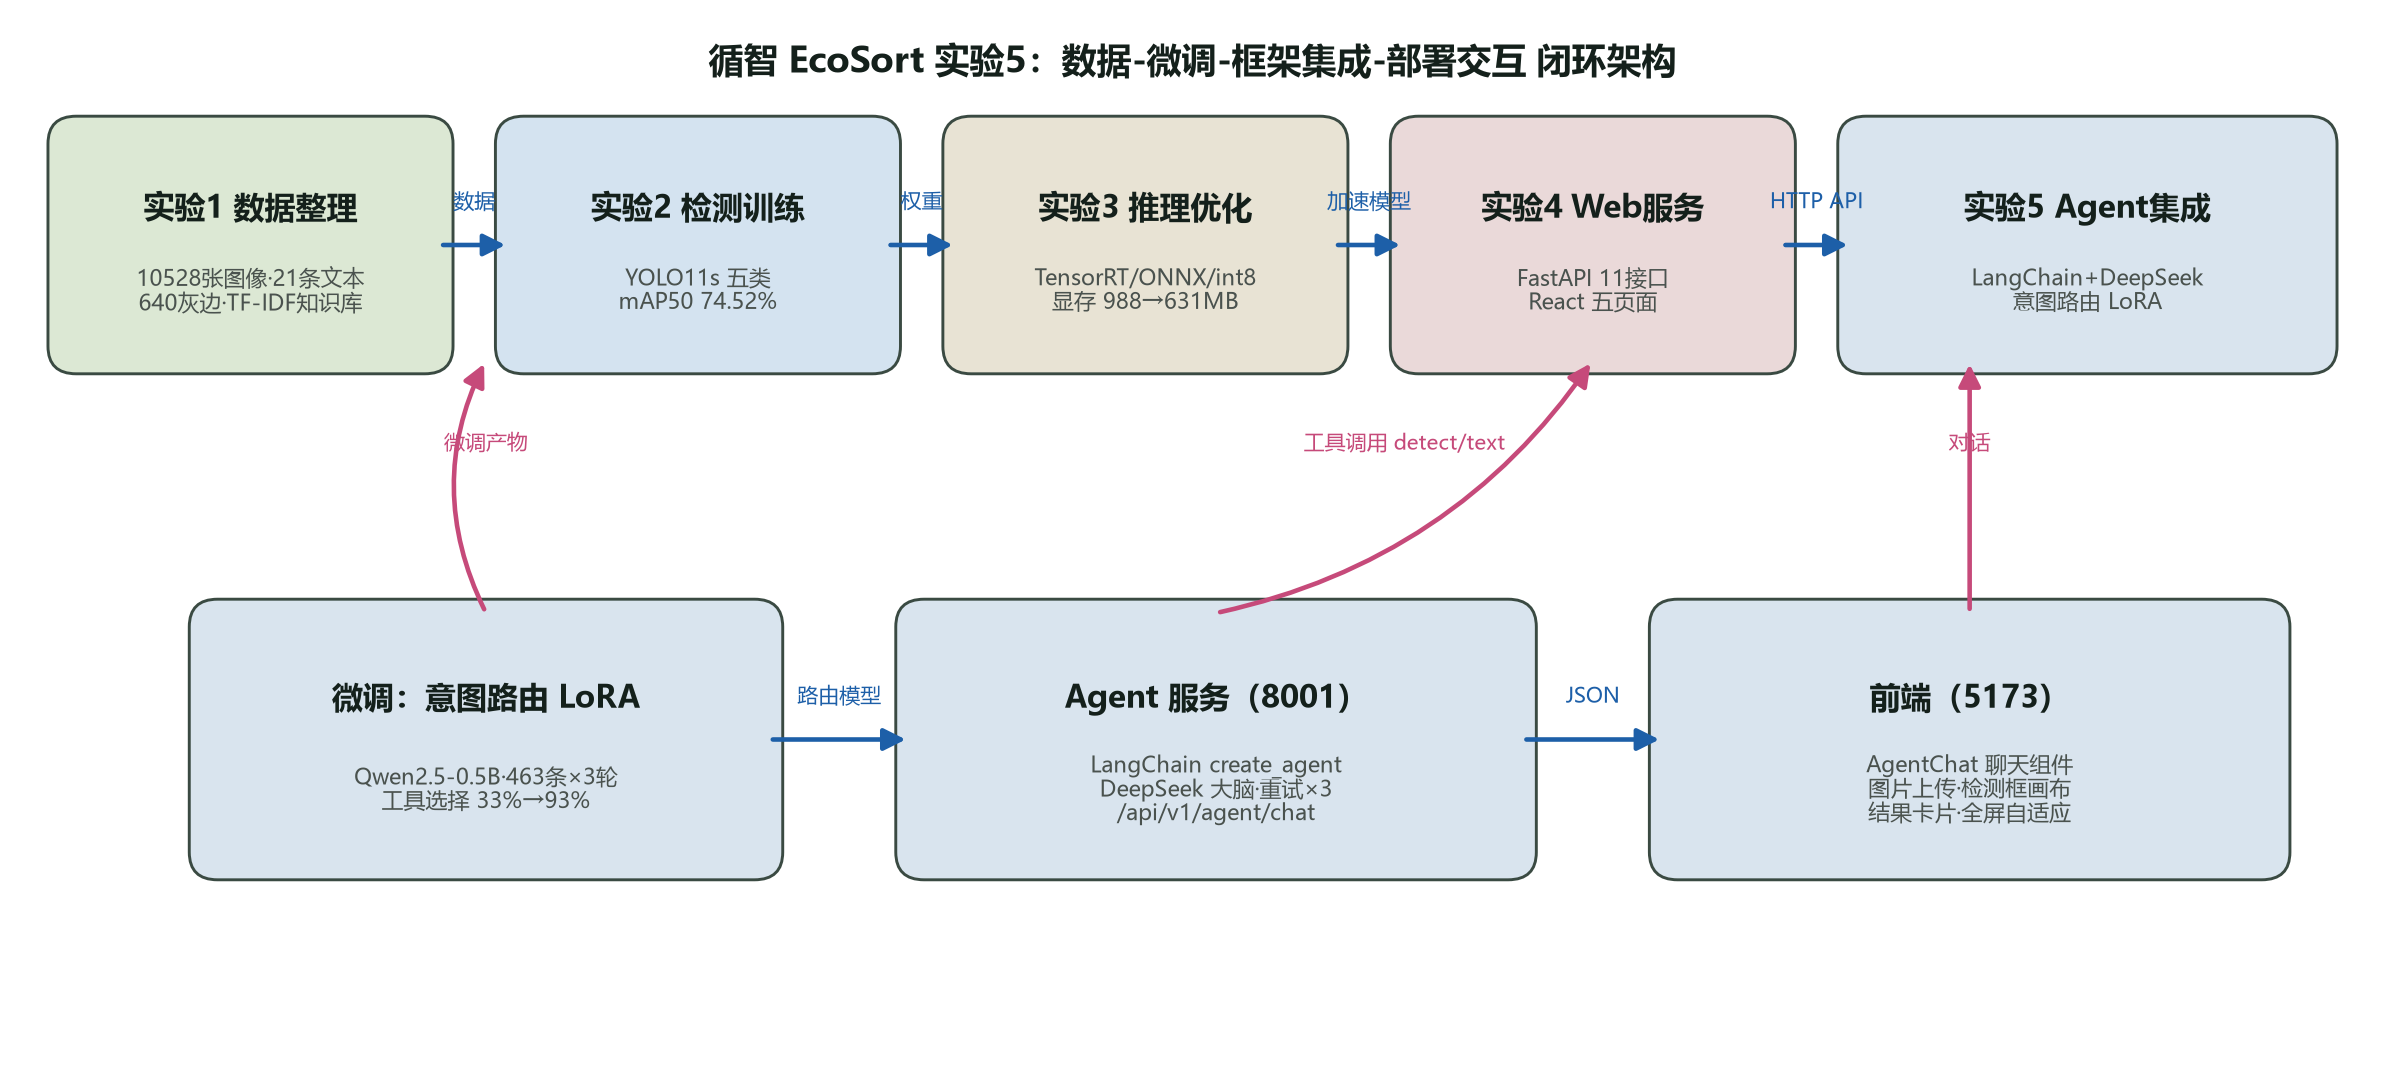 循智 EcoSort 实验5：数据-微调-框架集成-部署交互 闭环架构
实验1 数据整理
10528张图像·21条文本
640灰边·TF-IDF知识库
数据
实验2 检测训练
YOLO11s 五类
mAP50 74.52%
权重
实验3 推理优化
TensorRT/ONNX/int8
显存 988→631MB
加速模型
实验4 Web服务
FastAPI 11接口
React 五页面
HTTP API
实验5 Agent集成
LangChain+DeepSeek
意图路由 LoRA
微调产物
工具调用 detect/text
对话
微调：意图路由 LoRA
Qwen2.5-0.5B·463条×3轮
工具选择 33%→93%
路由模型
Agent 服务（8001）
LangChain create_agent
DeepSeek 大脑·重试×3
/api/v1/agent/chat
JSON
前端（5173）
AgentChat 聊天组件
图片上传·检测框画布
结果卡片·全屏自适应